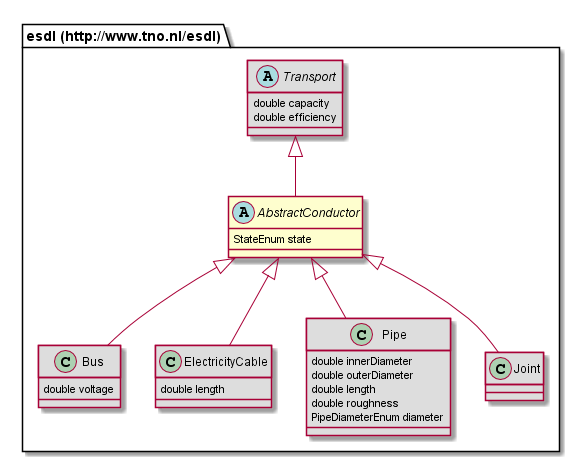 esdl (http://www.tno.nl/esdl)
A Transport
double capacity
double efficiency
A AbstractConductor
StateEnum state
C Bus
double voltage
C ElectricityCable
double length
C Pipe
double innerDiameter
double outerDiameter
double length
double roughness
PipeDiameterEnum diameter
C Joint